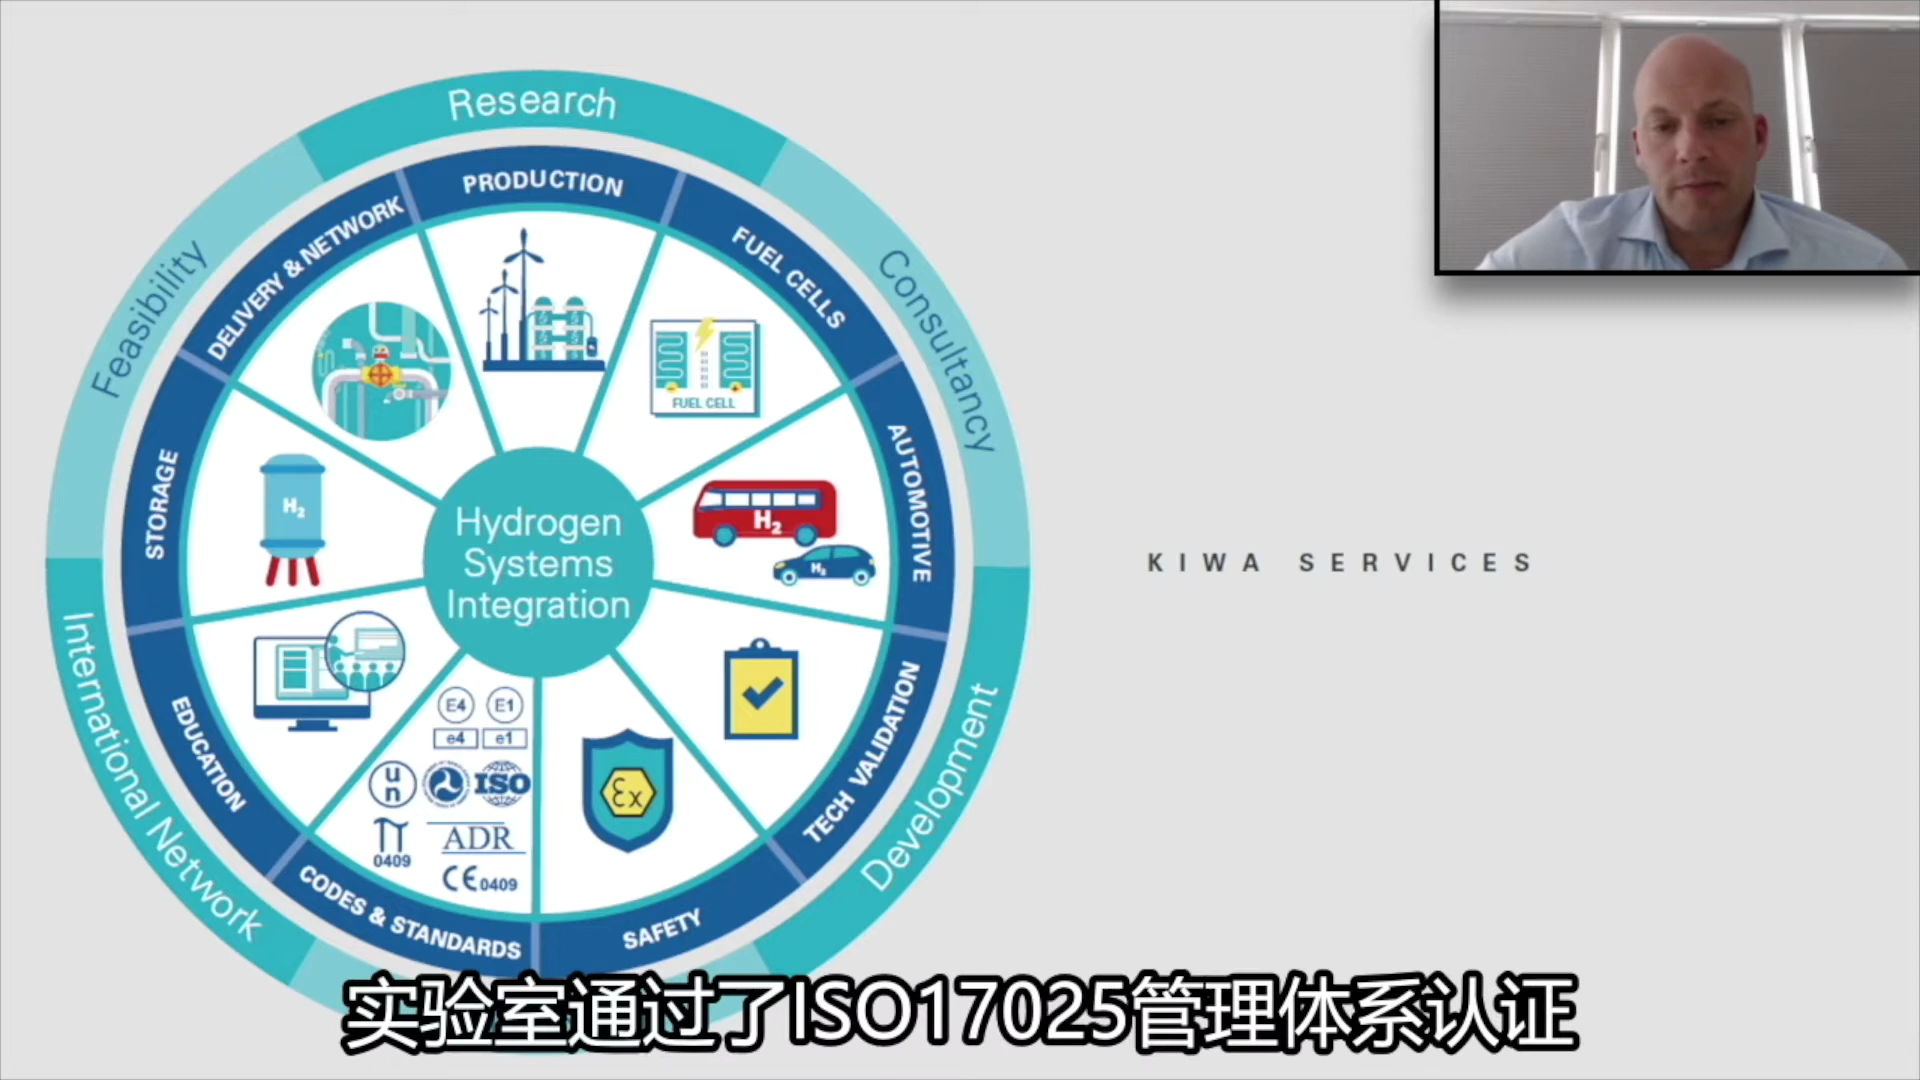 Research
Consultancy
Development
International Network
Feasibility
PRODUCTION
FUEL CELLS
AUTOMOTIVE
TECH VALIDATION
SAFETY
CODES & STANDARDS
EDUCATION
STORAGE
DELIVERY & NETWORK
FUEL CELL
H2
H2
H2
Hydrogen
Systems
Integration
E4 E1
e4 e1
un
ISO
π
0409
ADR
CE0409
Ex
KIWA SERVICES
实验室通过了ISO17025管理体系认证